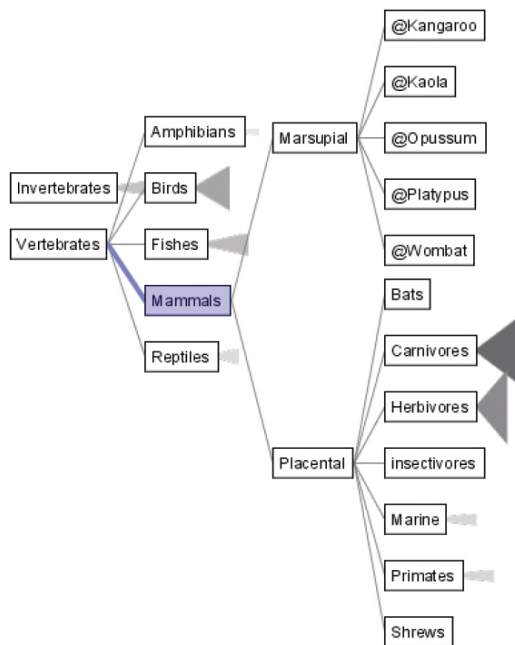 @Kangaroo
@Kaola
Amphibians
Marsupial
@Opussum
Invertebrates
Birds
@Platypus
Vertebrates
Fishes
@Wombat
Mammals
Bats
Reptiles
Carnivores
Herbivores
Placental
insectivores
Marine
Primates
Shrews